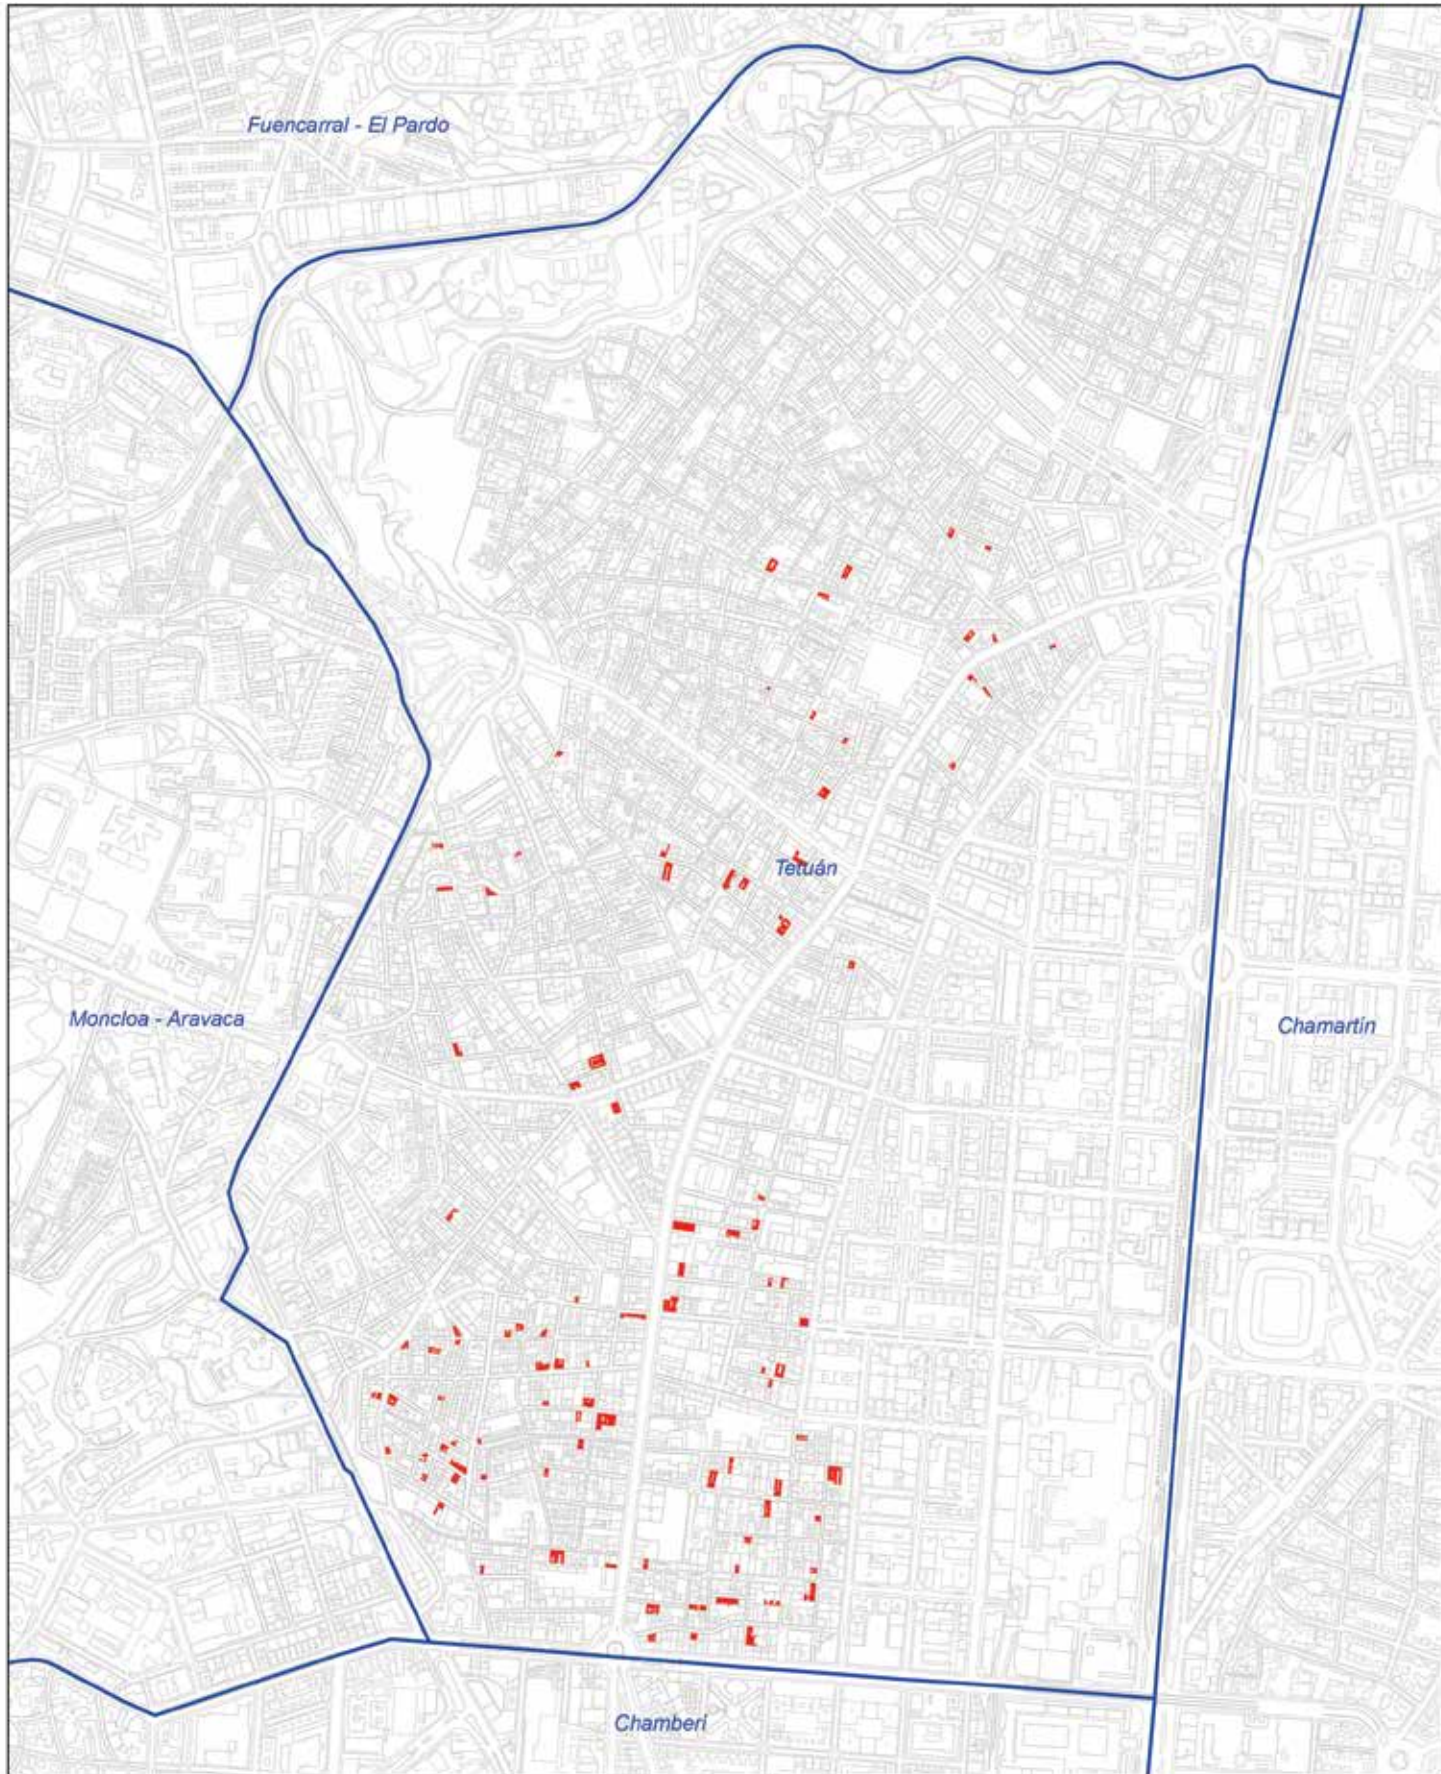 Fuencarral - El Pardo
Tetuán
Moncloa - Aravaca
Chamartín
Chamberí